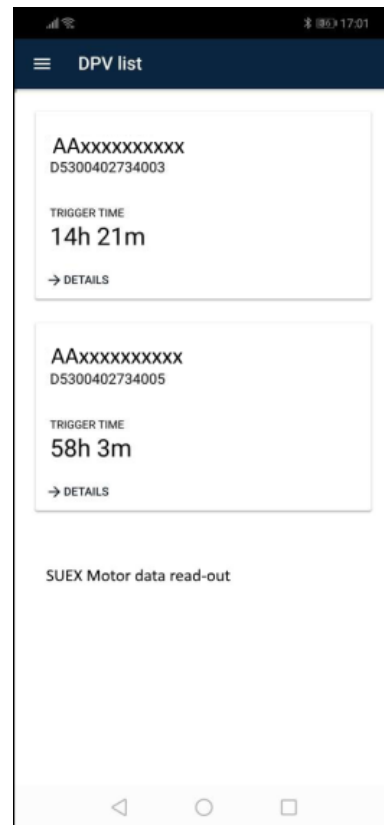 17:01
DPV list
AAxxxxxxxxxx
D5300402734003
TRIGGER TIME
14h 21m
→ DETAILS
AAxxxxxxxxxx
D5300402734005
TRIGGER TIME
58h 3m
→ DETAILS
SUEX Motor data read-out